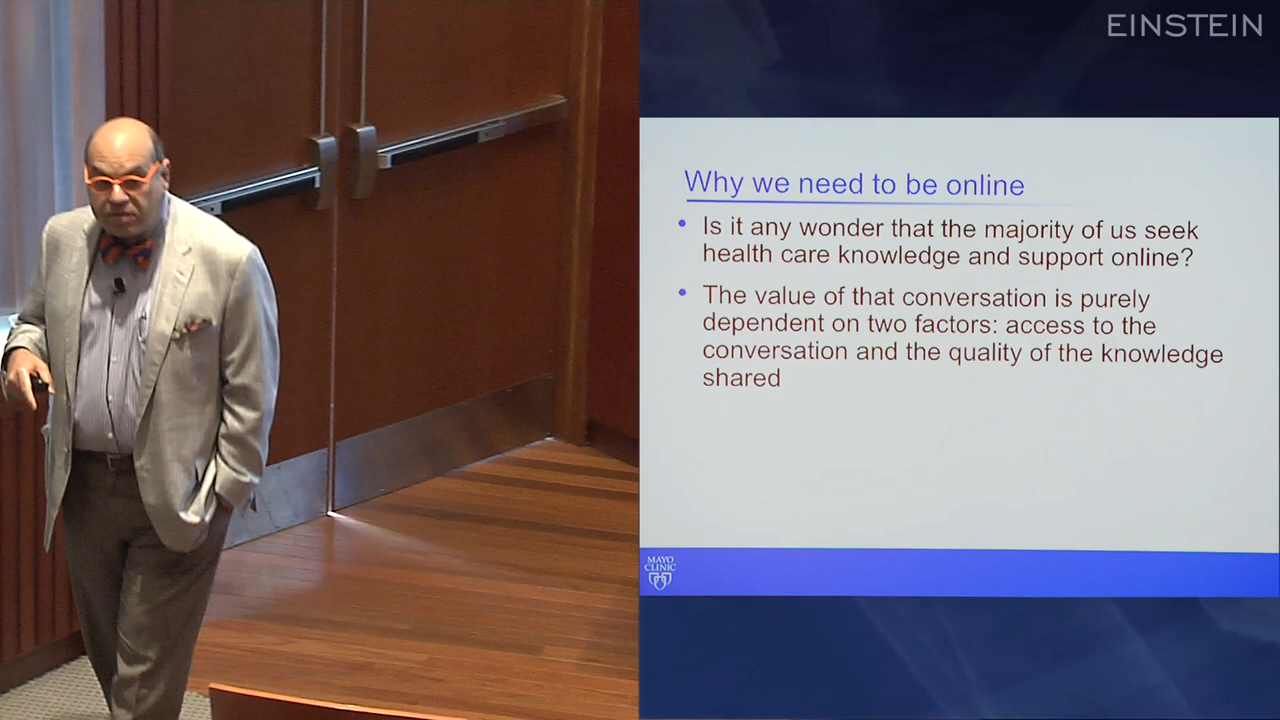 EINSTEIN
Why we need to be online
• Is it any wonder that the majority of us seek
health care knowledge and support online?
• The value of that conversation is purely
dependent on two factors: access to the
conversation and the quality of the knowledge
shared
MAYO
CLINIC